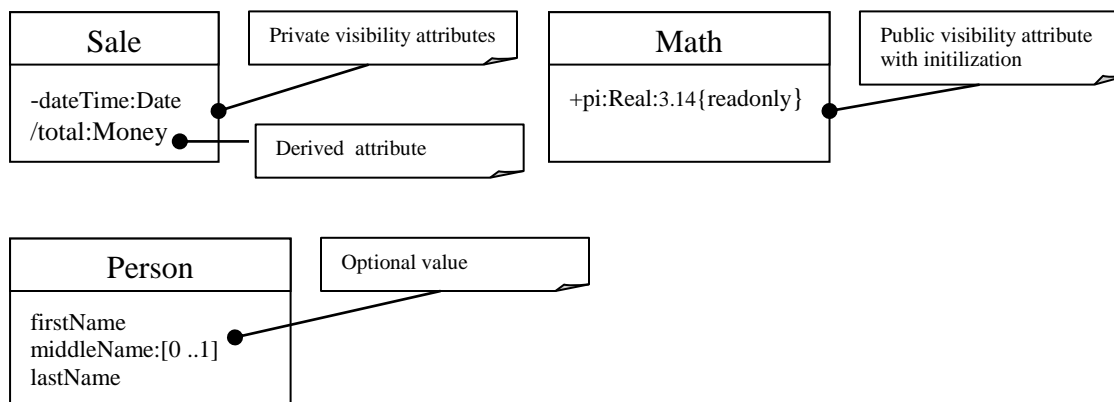 Sale
-dateTime:Date
/total:Money
Private visibility attributes
Derived attribute
Math
+pi:Real:3.14{readonly}
Public visibility attribute
with initilization
Person
firstName
middleName:[0 ..1]
lastName
Optional value